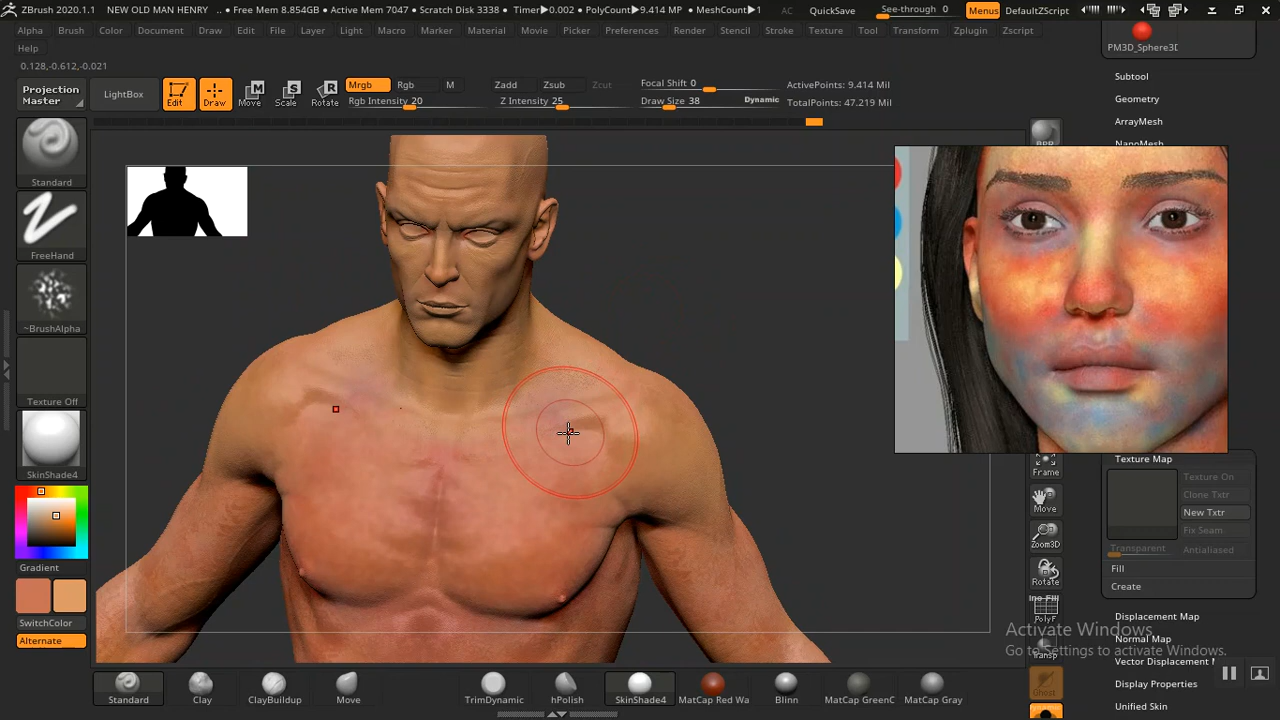 ZBrush 2020.1.1 NEW OLD MAN HENRY .. • Free Mem 8.854GB • Active Mem 7047 • Scratch Disk 3338 • Timer▶0.002 • PolyCount▶9.414 MP • MeshCount▶1 AC QuickSave See-through 0 Menus DefaultZScript
Alpha Brush Color Document Draw Edit File Layer Light Macro Marker Material Movie Picker Preferences Render Stencil Stroke Texture Tool Transform Zplugin Zscript
Help
PM3D_Sphere3D
0.128,-0.612,-0.021
Subtool
Projection Master
LightBox
Edit Draw Move Scale Rotate
Mrgb Rgb M
Rgb Intensity 20
Zadd Zsub Zcut
Z Intensity 25
Focal Shift 0
Draw Size 38 Dynamic
ActivePoints: 9.414 Mil
TotalPoints: 47.219 Mil
Geometry
ArrayMesh
NanoMesh
BPR
Standard
FreeHand
~BrushAlpha
Texture Off
SkinShade4
Gradient
SwitchColor
Alternate
Frame
Move
Zoom3D
Rotate
PolyF
Transp
Ghost
Texture Map
Texture On
Clone Txtr
New Txtr
Fix Seam
Transparent Antialiased
Fill
Create
Displacement Map
Normal Map
Vector Displacement
Display Properties
Unified Skin
Activate Windows
Go to Settings to activate Windows.
Standard Clay ClayBuildup Move TrimDynamic hPolish SkinShade4 MatCap Red Wa Blinn MatCap GreenC MatCap Gray